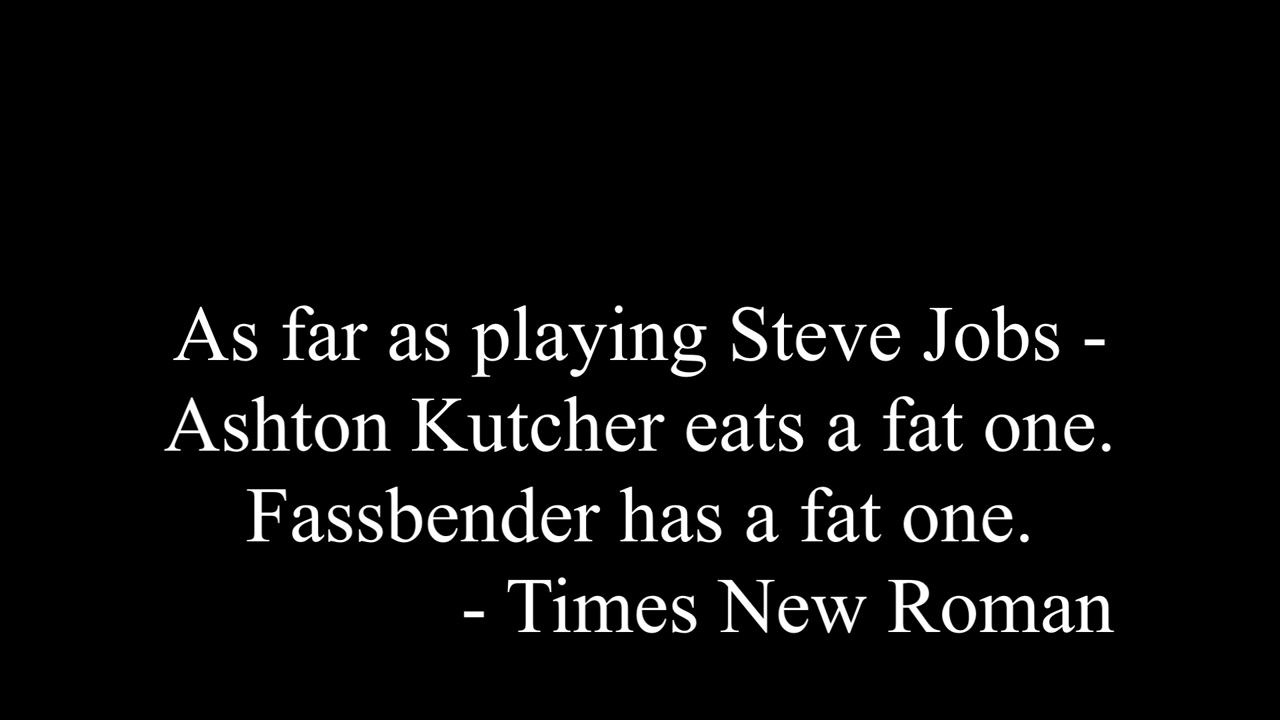 As far as playing Steve Jobs -
Ashton Kutcher eats a fat one.
Fassbender has a fat one.
- Times New Roman